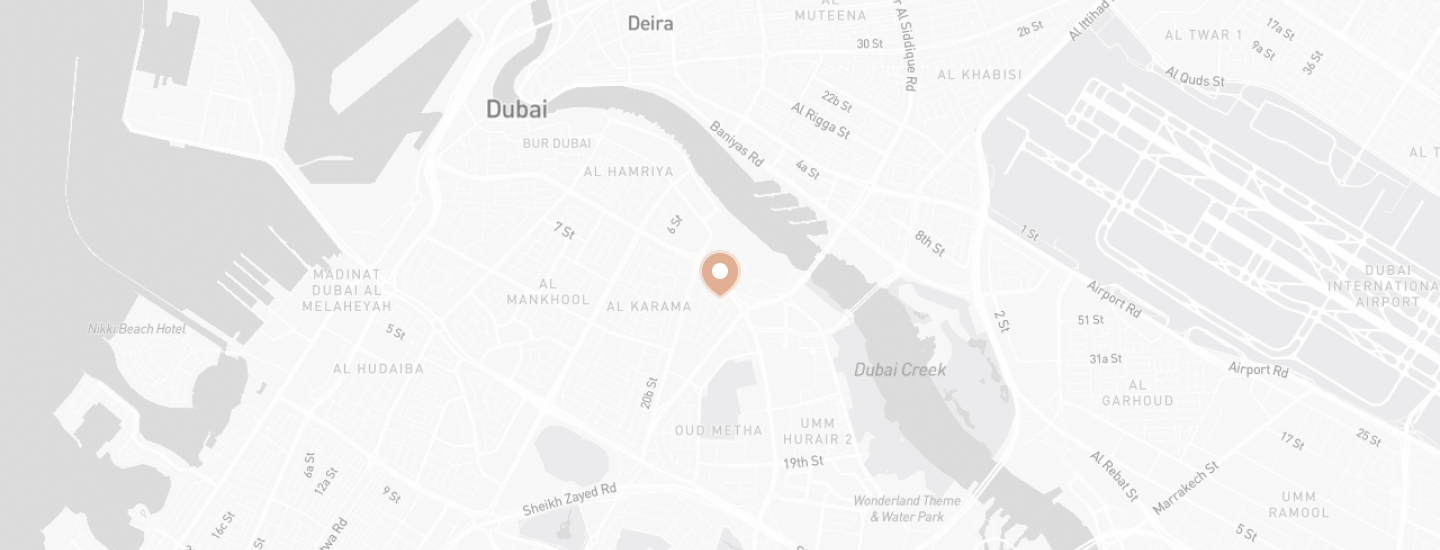 AL
MUTEENA
Deira
30 St
Al Siddique Rd
2b St
Al Ittihad
AL TWAR 1
17a St
9a St
36 St
AL KHABISI
Al Quds St
Dubai
22b St
Al Rigga St
Baniyas Rd
BUR DUBAI
4a St
AL T
AL HAMRIYA
6 St
7 St
8th St
1 St
MADINAT
DUBAI AL
MELAHEYAH
AL
MANKHOOL
AL KARAMA
DUBAI
INTERNATIONA
AIRPORT
Airport Rd
51 St
2 St
Nikki Beach Hotel
5 St
31a St
AL HUDAIBA
Dubai Creek
Airport Rd
20b St
AL
GARHOUD
OUD METHA
UMM
HURAIR 2
17 St
25 St
19th St
6a St
12a St
9 St
Al Rebat St
Marrakech St
Sheikh Zayed Rd
Wonderland Theme
& Water Park
UMM
RAMOOL
16c St
5 St
wa Rd
St